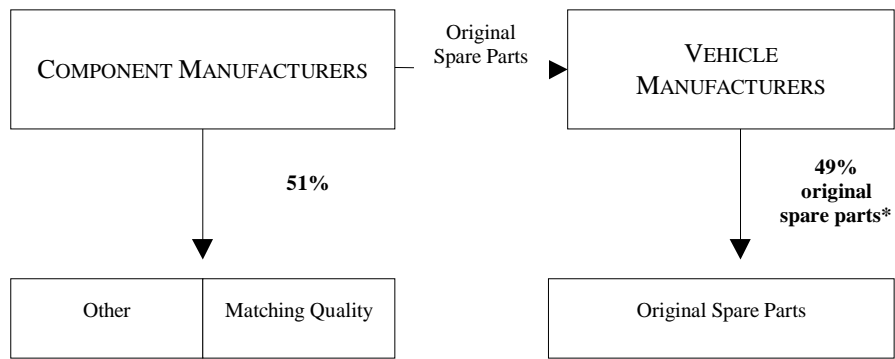 COMPONENT MANUFACTURERS
Original
Spare Parts
VEHICLE
MANUFACTURERS
51%
49%
original
spare parts*
Other
Matching Quality
Original Spare Parts